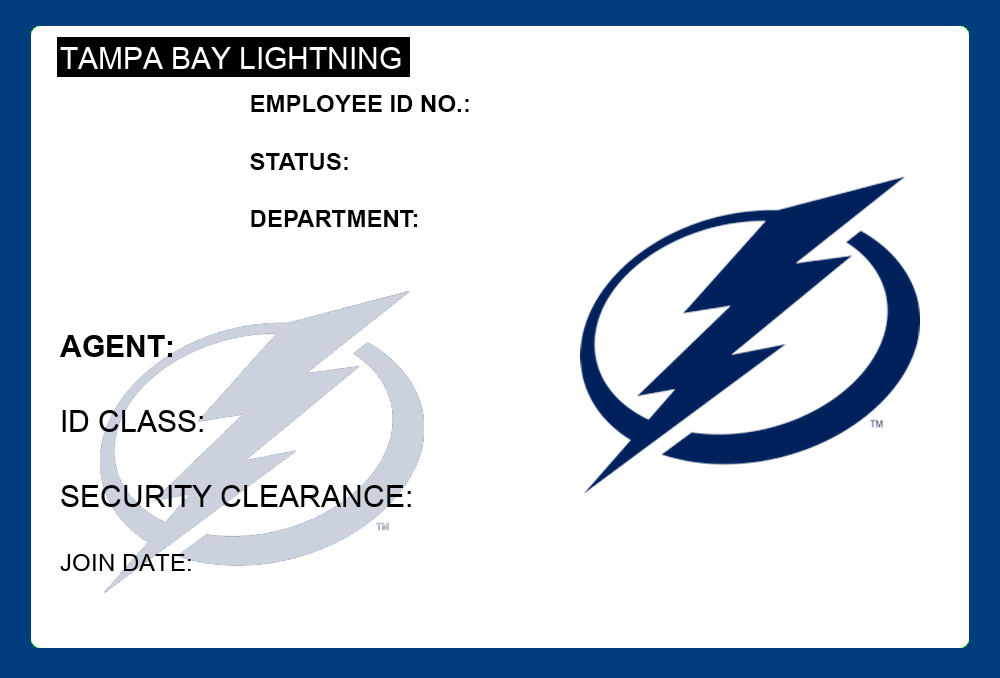 TAMPA BAY LIGHTNING
EMPLOYEE ID NO.:
STATUS:
DEPARTMENT:
AGENT:
ID CLASS:
TM
SECURITY CLEARANCE:
TM
JOIN DATE: